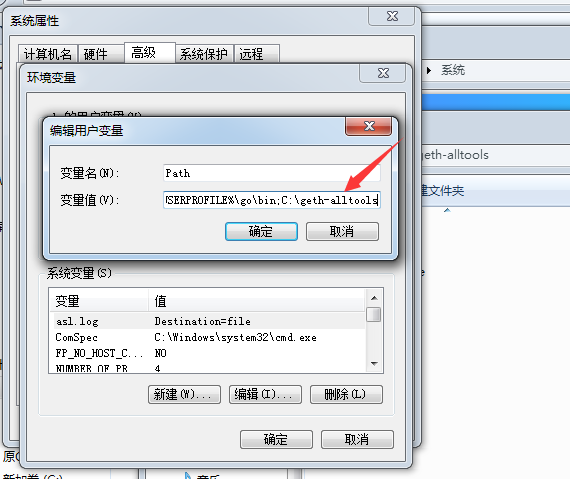 系统属性
计算机名 硬件 高级 系统保护 远程
系统
环境变量
编辑用户变量
geth-alltools
变量名(N): Path
变量值(V): USERPROFILE%\go\bin;C:\geth-alltools
建文件夹
确定 取消
系统变量(S)
变量 值
asl.log Destination=file
ComSpec C:\Windows\system32\cmd.exe
FP_NO_HOST_C... NO
NUMBER_OF_PR 4
新建(W)... 编辑(I)... 删除(L)
确定 取消